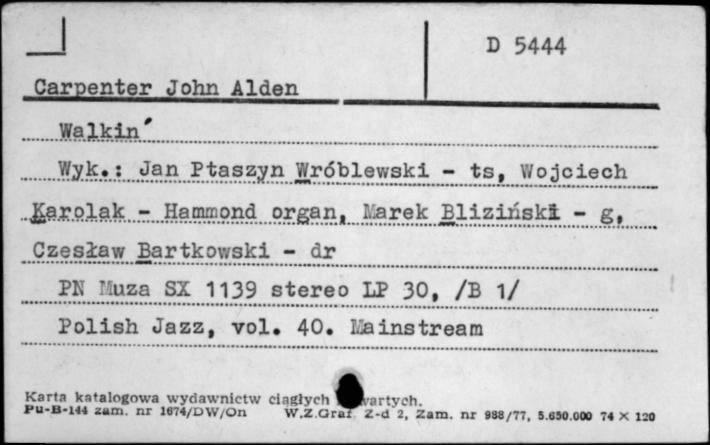 D 5444
Carpenter John Alden
Walkin'
Wyk.: Jan Ptaszyn Wróblewski - ts, Wojciech
Karolak - Hammond organ, Marek Bliziński - g,
Czesław Bartkowski - dr
PN Muza SX 1139 stereo LP 30, /B 1/
Polish Jazz, vol. 40. Mainstream
Karta katalogowa wydawnictw ciągłych
Pu-B-144 zam. nr 1674/DW/On W.Z.Graf. Z-d 2, Zam. nr 988/77, 5.650.000 74 × 120